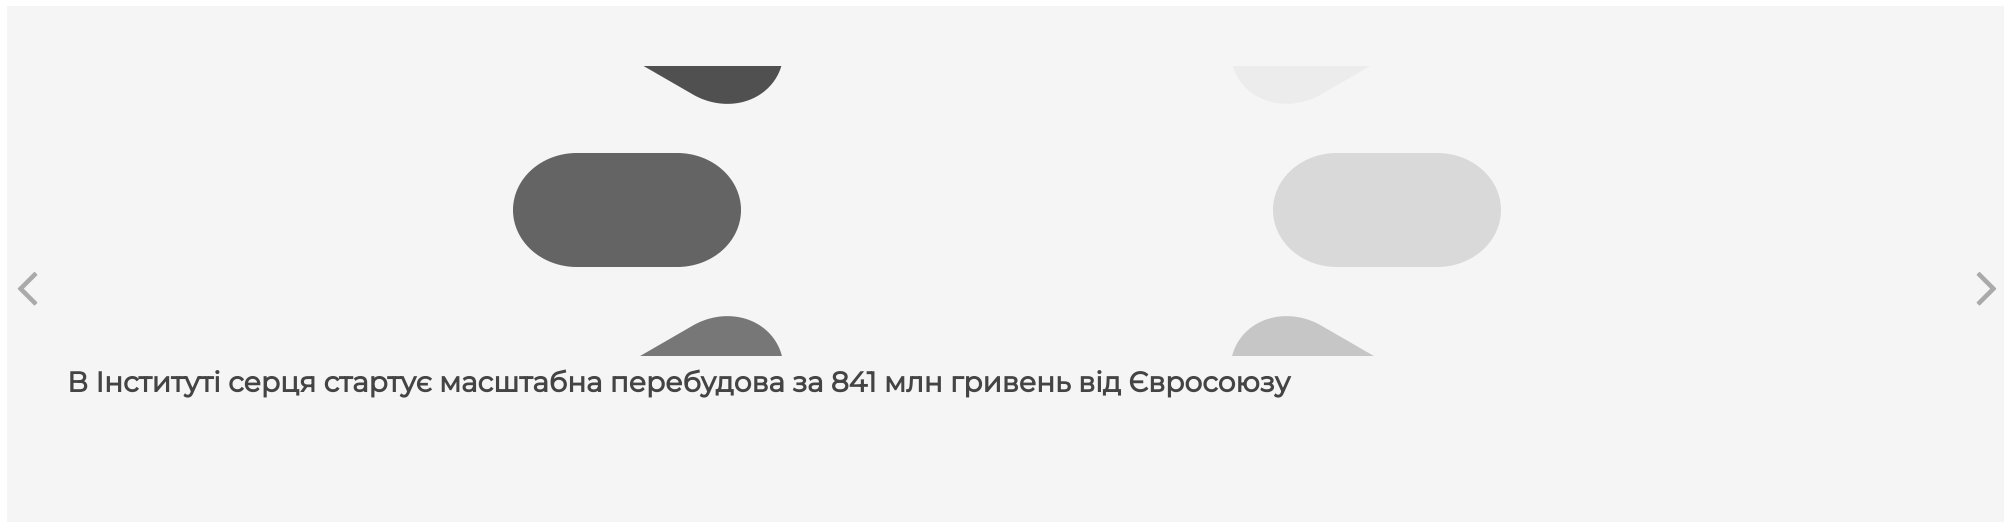 В Інституті серця стартує масштабна перебудова за 841 млн гривень від Євросоюзу